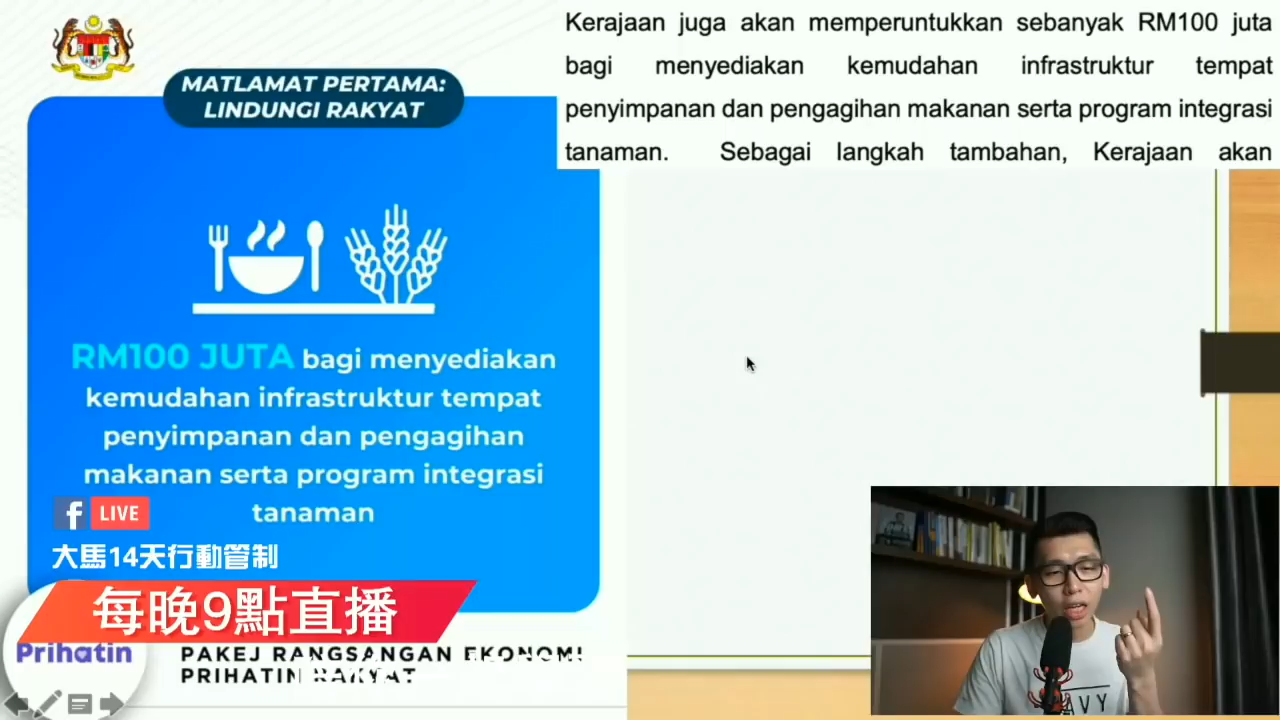 Kerajaan juga akan memperuntukkan sebanyak RM100 juta
bagi menyediakan kemudahan infrastruktur tempat
penyimpanan dan pengagihan makanan serta program integrasi
tanaman. Sebagai langkah tambahan, Kerajaan akan
MATLAMAT PERTAMA:
LINDUNGI RAKYAT
RM100 JUTA bagi menyediakan
kemudahan infrastruktur tempat
penyimpanan dan pengagihan
makanan serta program integrasi
tanaman
f LIVE
大馬14天行動管制
每晚9點直播
Prihatin
PAKEJ RANGSANGAN EKONOMI
PRIHATIN RAKYAT
AVY